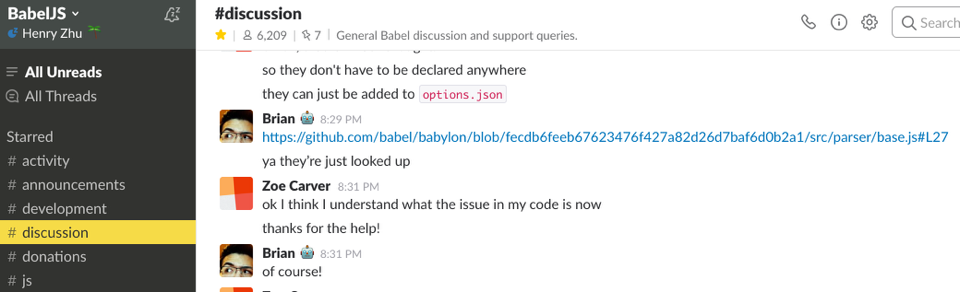 BabelJS
Henry Zhu
All Unreads
All Threads
Starred
# activity
# announcements
# development
# discussion
# donations
# js
#discussion
6,209 | 7 | General Babel discussion and support queries.
Search
so they don't have to be declared anywhere
they can just be added to options.json
Brian 8:29 PM
https://github.com/babel/babylon/blob/fecdb6feeb67623476f427a82d26d7baf6d0b2a1/src/parser/base.js#L27
ya they're just looked up
Zoe Carver 8:31 PM
ok I think I understand what the issue in my code is now
thanks for the help!
Brian 8:31 PM
of course!